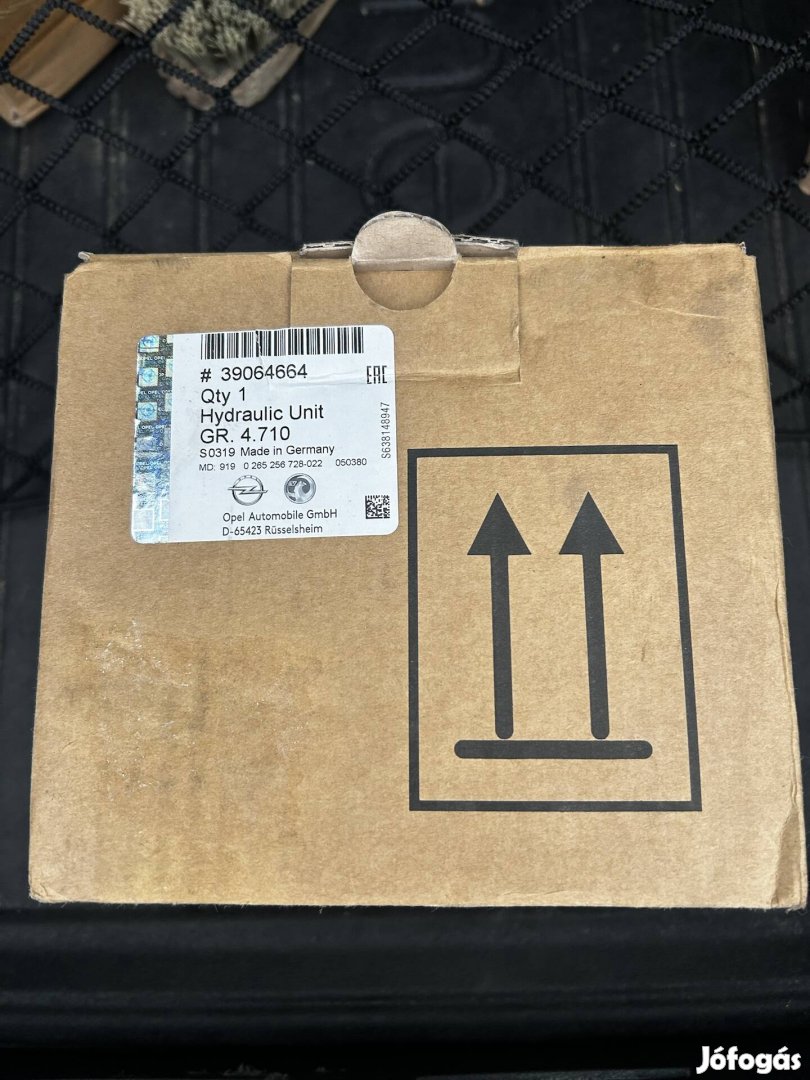 # 39064664
EAC
Qty 1
Hydraulic Unit
GR. 4.710
S0319 Made in Germany
MD: 919 0 265 256 728-022 050380
S638148947
Opel Automobile GmbH
D-65423 Rüsselsheim
Jófogás